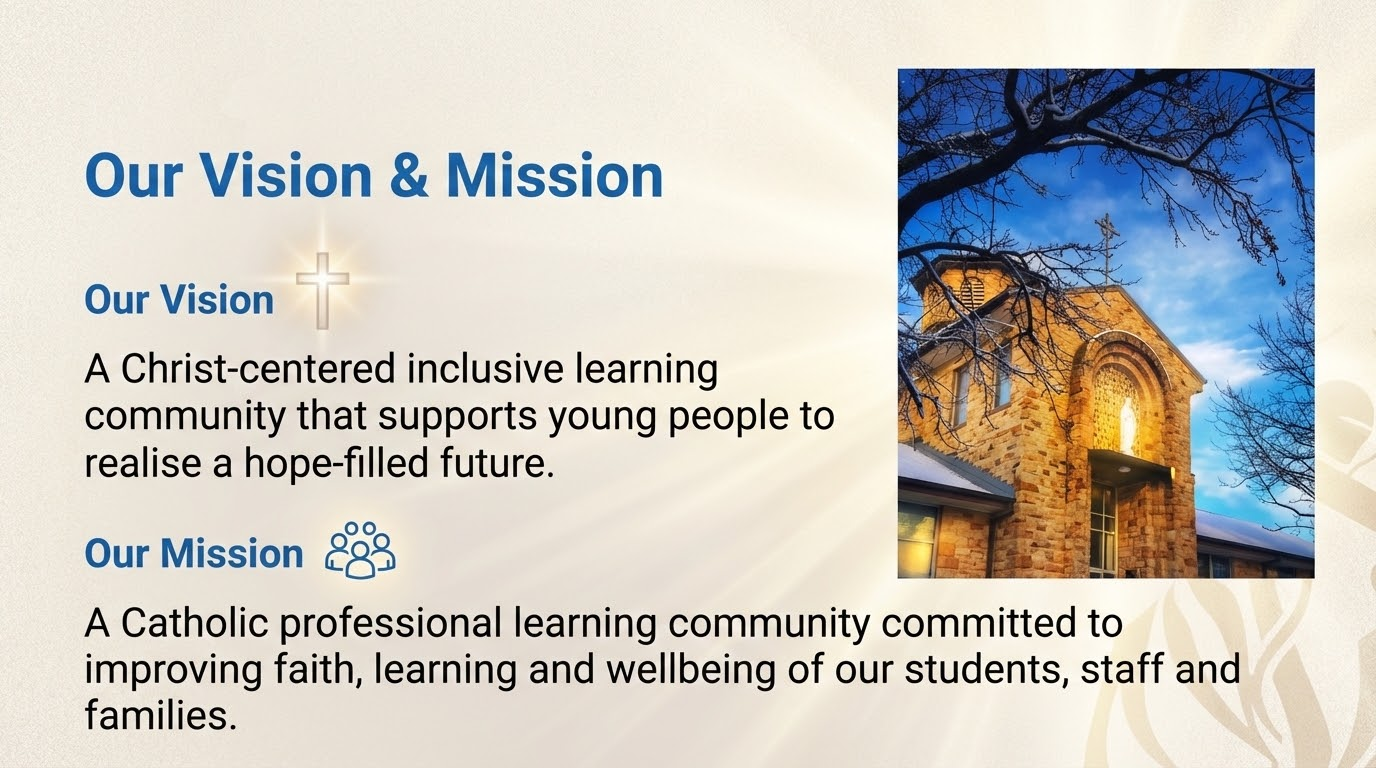 Our Vision & Mission
Our Vision
A Christ-centered inclusive learning
community that supports young people to
realise a hope-filled future.
Our Mission
A Catholic professional learning community committed to
improving faith, learning and wellbeing of our students, staff and
families.